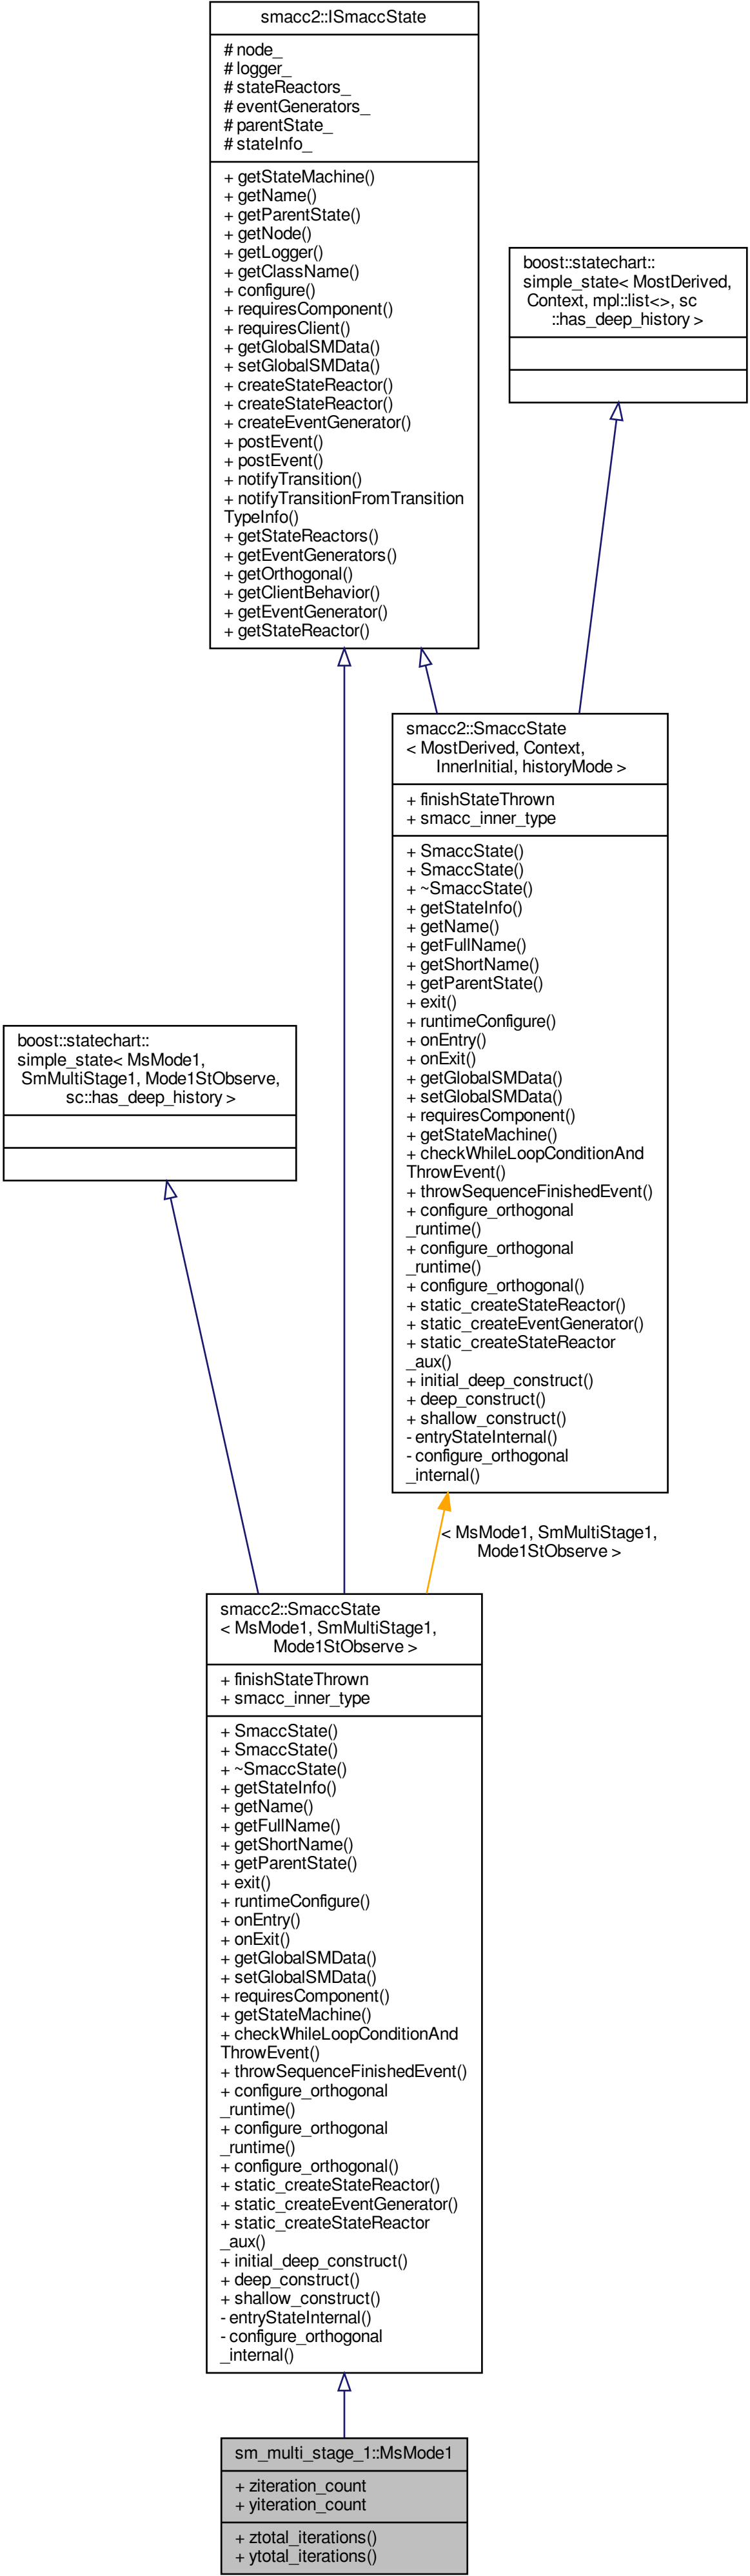 smacc2::ISmaccState
# node_
# logger_
# stateReactors_
# eventGenerators_
# parentState_
# stateInfo_
+ getStateMachine()
+ getName()
+ getParentState()
+ getNode()
+ getLogger()
+ getClassName()
+ configure()
+ requiresComponent()
+ requiresClient()
+ getGlobalSMData()
+ setGlobalSMData()
+ createStateReactor()
+ createStateReactor()
+ createEventGenerator()
+ postEvent()
+ postEvent()
+ notifyTransition()
+ notifyTransitionFromTransition
TypeInfo()
+ getStateReactors()
+ getEventGenerators()
+ getOrthogonal()
+ getClientBehavior()
+ getEventGenerator()
+ getStateReactor()
boost::statechart::
simple_state< MostDerived,
Context, mpl::list<>, sc
::has_deep_history >
smacc2::SmaccState
< MostDerived, Context,
InnerInitial, historyMode >
+ finishStateThrown
+ smacc_inner_type
+ SmaccState()
+ SmaccState()
+ ~SmaccState()
+ getStateInfo()
+ getName()
+ getFullName()
+ getShortName()
+ getParentState()
+ exit()
+ runtimeConfigure()
+ onEntry()
+ onExit()
+ getGlobalSMData()
+ setGlobalSMData()
+ requiresComponent()
+ getStateMachine()
+ checkWhileLoopConditionAnd
ThrowEvent()
+ throwSequenceFinishedEvent()
+ configure_orthogonal
_runtime()
+ configure_orthogonal
_runtime()
+ configure_orthogonal()
+ static_createStateReactor()
+ static_createEventGenerator()
+ static_createStateReactor
_aux()
+ initial_deep_construct()
+ deep_construct()
+ shallow_construct()
- entryStateInternal()
- configure_orthogonal
_internal()
boost::statechart::
simple_state< MsMode1,
SmMultiStage1, Mode1StObserve,
sc::has_deep_history >
< MsMode1, SmMultiStage1,
Mode1StObserve >
smacc2::SmaccState
< MsMode1, SmMultiStage1,
Mode1StObserve >
+ finishStateThrown
+ smacc_inner_type
+ SmaccState()
+ SmaccState()
+ ~SmaccState()
+ getStateInfo()
+ getName()
+ getFullName()
+ getShortName()
+ getParentState()
+ exit()
+ runtimeConfigure()
+ onEntry()
+ onExit()
+ getGlobalSMData()
+ setGlobalSMData()
+ requiresComponent()
+ getStateMachine()
+ checkWhileLoopConditionAnd
ThrowEvent()
+ throwSequenceFinishedEvent()
+ configure_orthogonal
_runtime()
+ configure_orthogonal
_runtime()
+ configure_orthogonal()
+ static_createStateReactor()
+ static_createEventGenerator()
+ static_createStateReactor
_aux()
+ initial_deep_construct()
+ deep_construct()
+ shallow_construct()
- entryStateInternal()
- configure_orthogonal
_internal()
sm_multi_stage_1::MsMode1
+ ziteration_count
+ yiteration_count
+ ztotal_iterations()
+ ytotal_iterations()